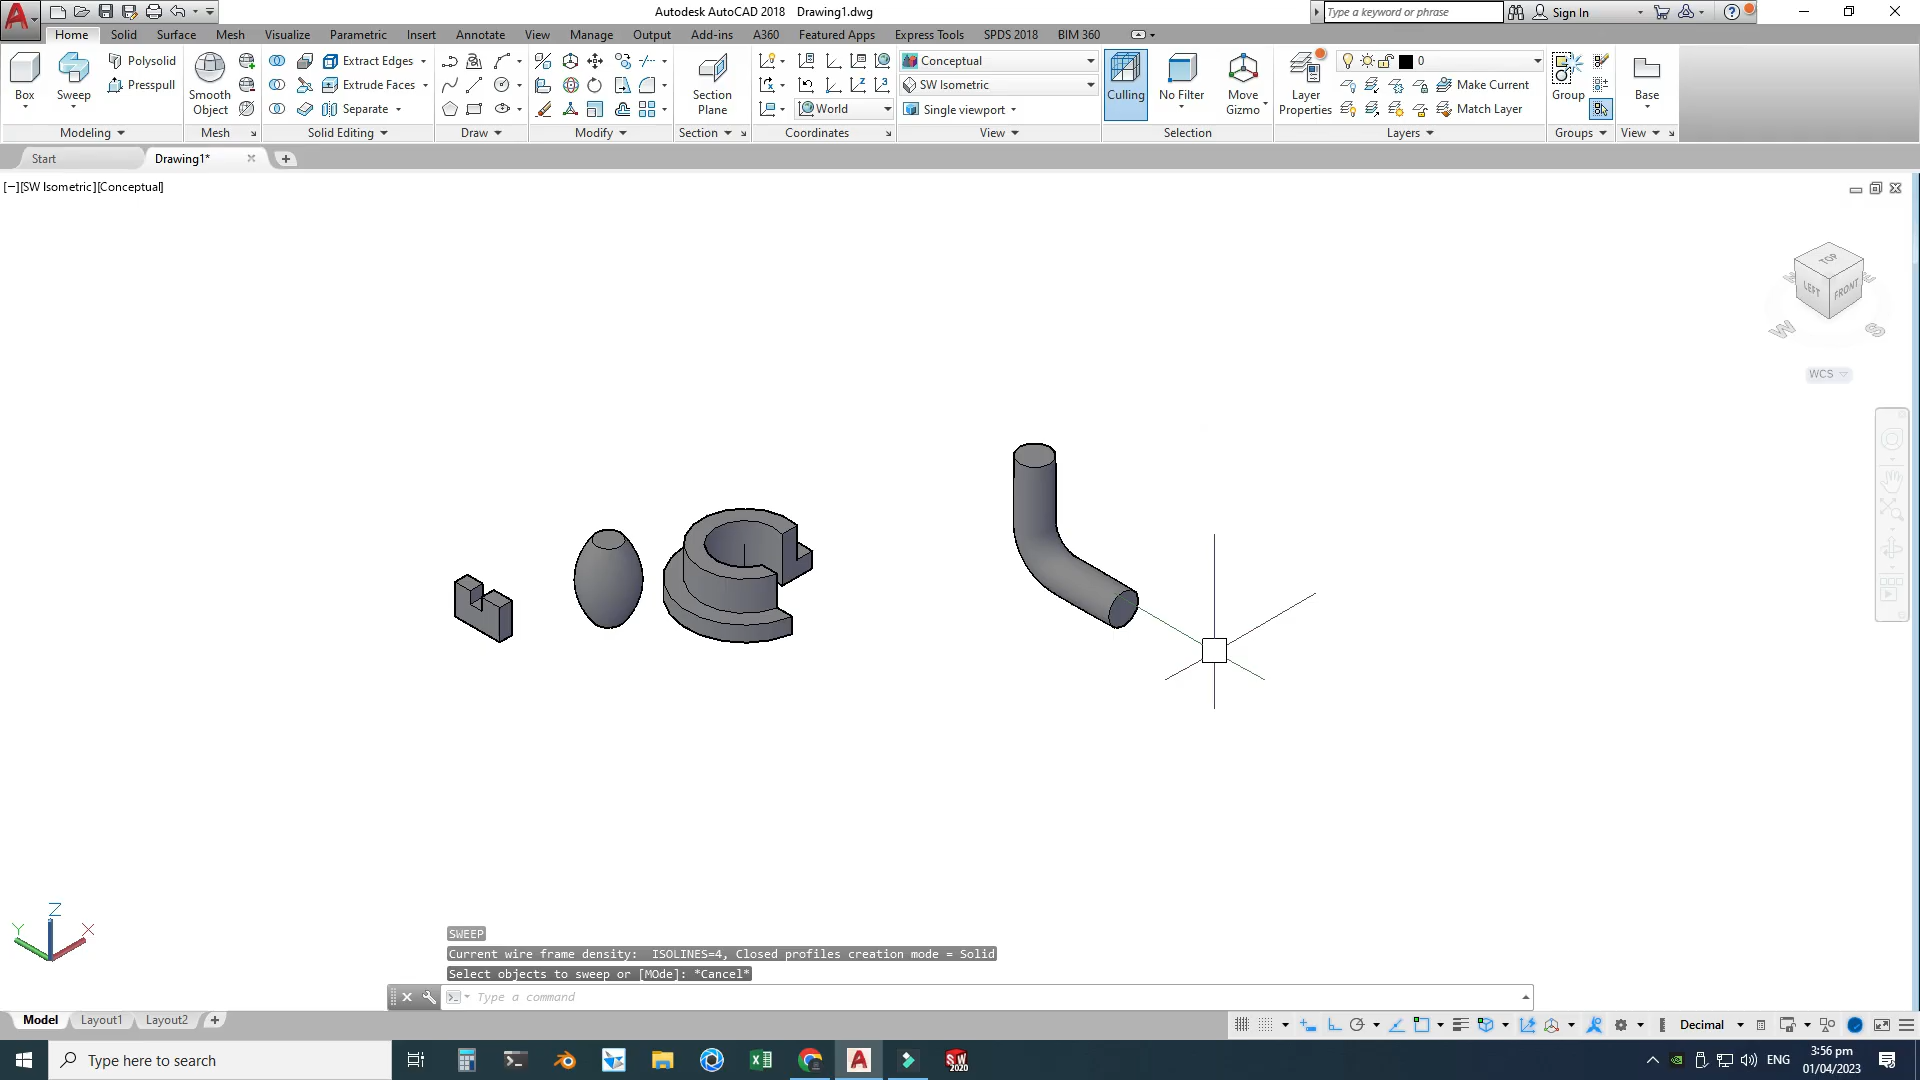 Autodesk AutoCAD 2018 Drawing1.dwg
Type a keyword or phrase
Sign In
Home Solid Surface Mesh Visualize Parametric Insert Annotate View Manage Output Add-ins A360 Featured Apps Express Tools SPDS 2018 BIM 360
Box
Sweep
Polysolid
Presspull
Smooth
Object
Extract Edges
Extrude Faces
Separate
Section
Plane
World
Conceptual
SW Isometric
Single viewport
Culling
No Filter
Move
Gizmo
Layer
Properties
0
Make Current
Match Layer
Group
Base
Modeling Mesh Solid Editing Draw Modify Section Coordinates View Selection Layers Groups View
Start Drawing1*
[−][SW Isometric][Conceptual]
TOP
LEFT
FRONT
W
S
WCS
Z
Y
X
SWEEP
Current wire frame density: ISOLINES=4, Closed profiles creation mode = Solid
Select objects to sweep or [MOde]: *Cancel*
Type a command
Model Layout1 Layout2
Decimal
Type here to search
SW
2020
ENG
3:56 pm
01/04/2023